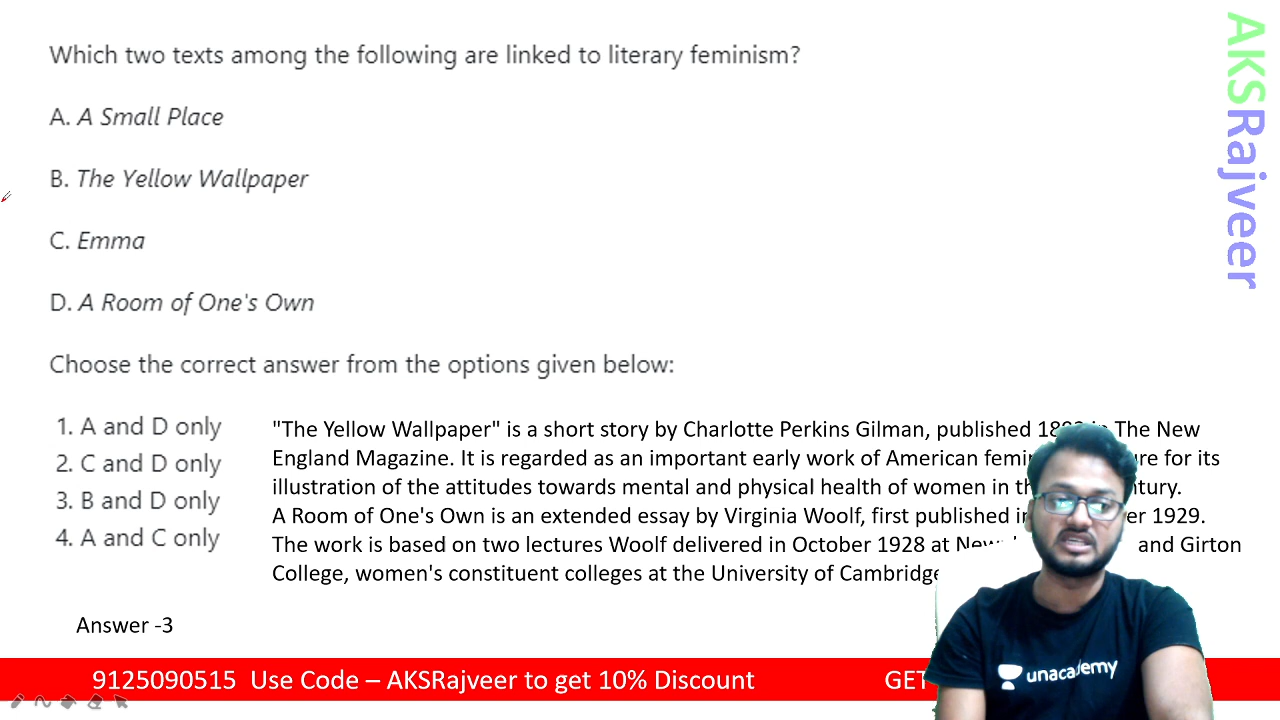 Which two texts among the following are linked to literary feminism?
A. A Small Place
B. The Yellow Wallpaper
C. Emma
D. A Room of One's Own
Choose the correct answer from the options given below:
1. A and D only
2. C and D only
3. B and D only
4. A and C only
"The Yellow Wallpaper" is a short story by Charlotte Perkins Gilman, published The New
England Magazine. It is regarded as an important early work of American for its
illustration of the attitudes towards mental and physical health of women in
A Room of One's Own is an extended essay by Virginia Woolf, first published 1929.
The work is based on two lectures Woolf delivered in October 1928 at and Girton
College, women's constituent colleges at the University of Cambridge
Answer -3
9125090515 Use Code – AKSRajveer to get 10% Discount
GET
AKSRajveer
unacademy